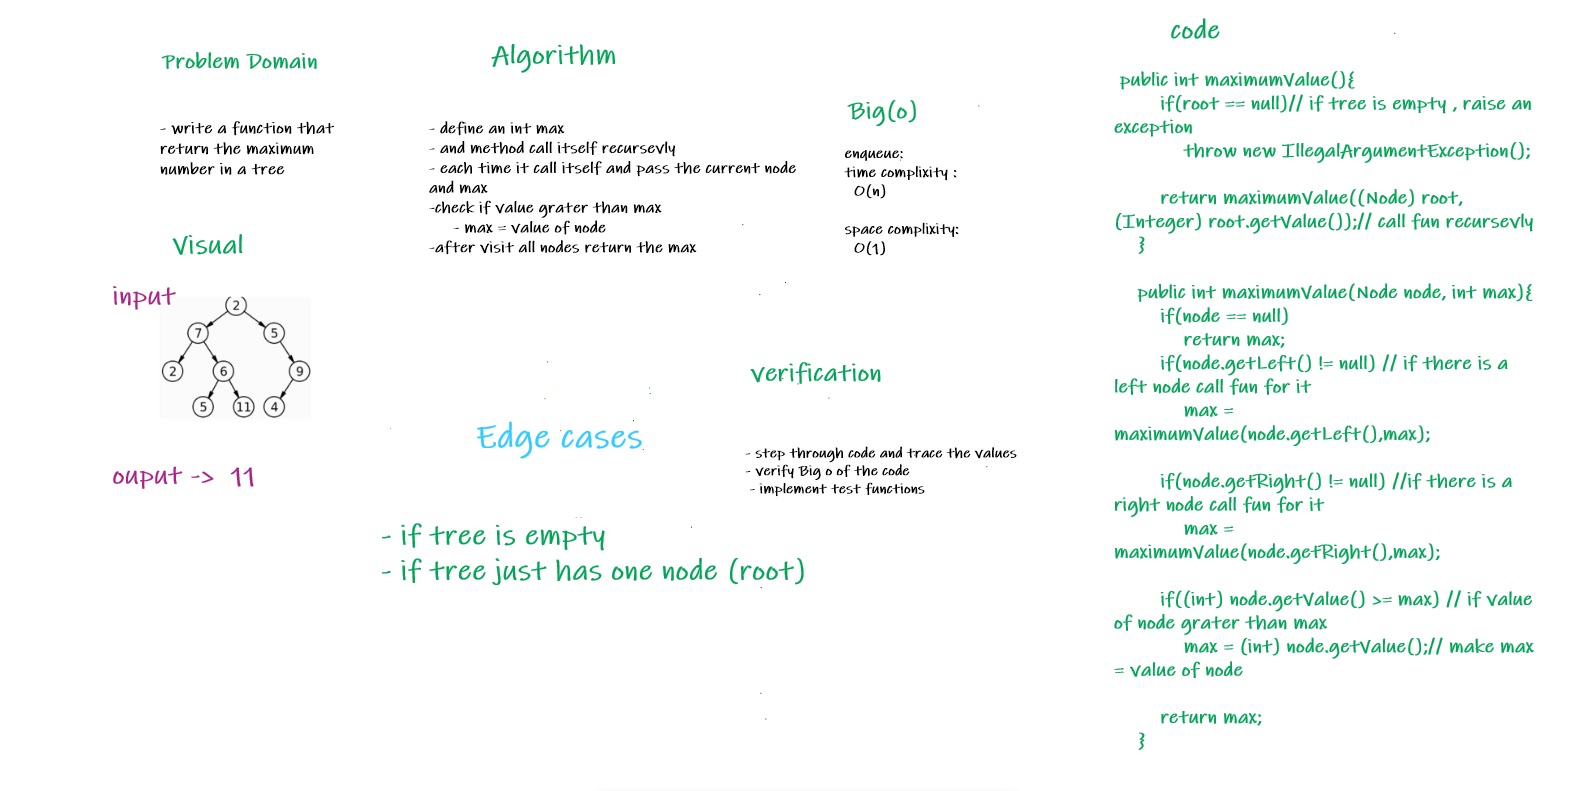 Problem Domain
- write a function that
return the maximum
number in a tree
Visual
input
2
7
5
2
6
9
5
11
4
ouput -> 11
Algorithm
- define an int max
- and method call itself recursevly
- each time it call itself and pass the current node
and max
-check if value grater than max
- max = value of node
-after visit all nodes return the max
Big(o)
enqueue:
time complixity :
O(n)
space complixity:
O(1)
Edge cases
- if tree is empty
- if tree just has one node (root)
verification
- step through code and trace the values
- verify Big o of the code
- implement test functions
code
public int maximumValue(){
if(root == null)// if tree is empty , raise an
exception
throw new IllegalArgumentException();
return maximumValue((Node) root,
(Integer) root.getValue());// call fun recursevly
}
public int maximumValue(Node node, int max){
if(node == null)
return max;
if(node.getLeft() != null) // if there is a
left node call fun for it
max =
maximumValue(node.getLeft(),max);
if(node.getRight() != null) //if there is a
right node call fun for it
max =
maximumValue(node.getRight(),max);
if((int) node.getValue() >= max) // if value
of node grater than max
max = (int) node.getValue();// make max
= value of node
return max;
}